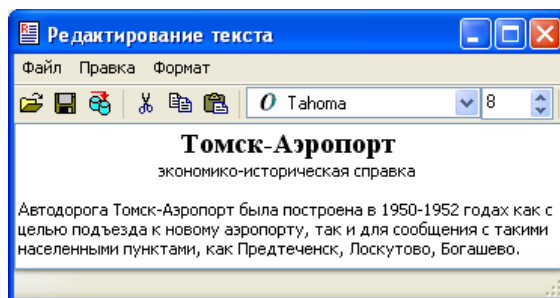 Редактирование текста
Файл Правка Формат
Tahoma 8
Томск-Аэропорт
экономико-историческая справка
Автодорога Томск-Аэропорт была построена в 1950-1952 годах как с
целью подъезда к новому аэропорту, так и для сообщения с такими
населенными пунктами, как Предтеченск, Лоскутово, Богашево.